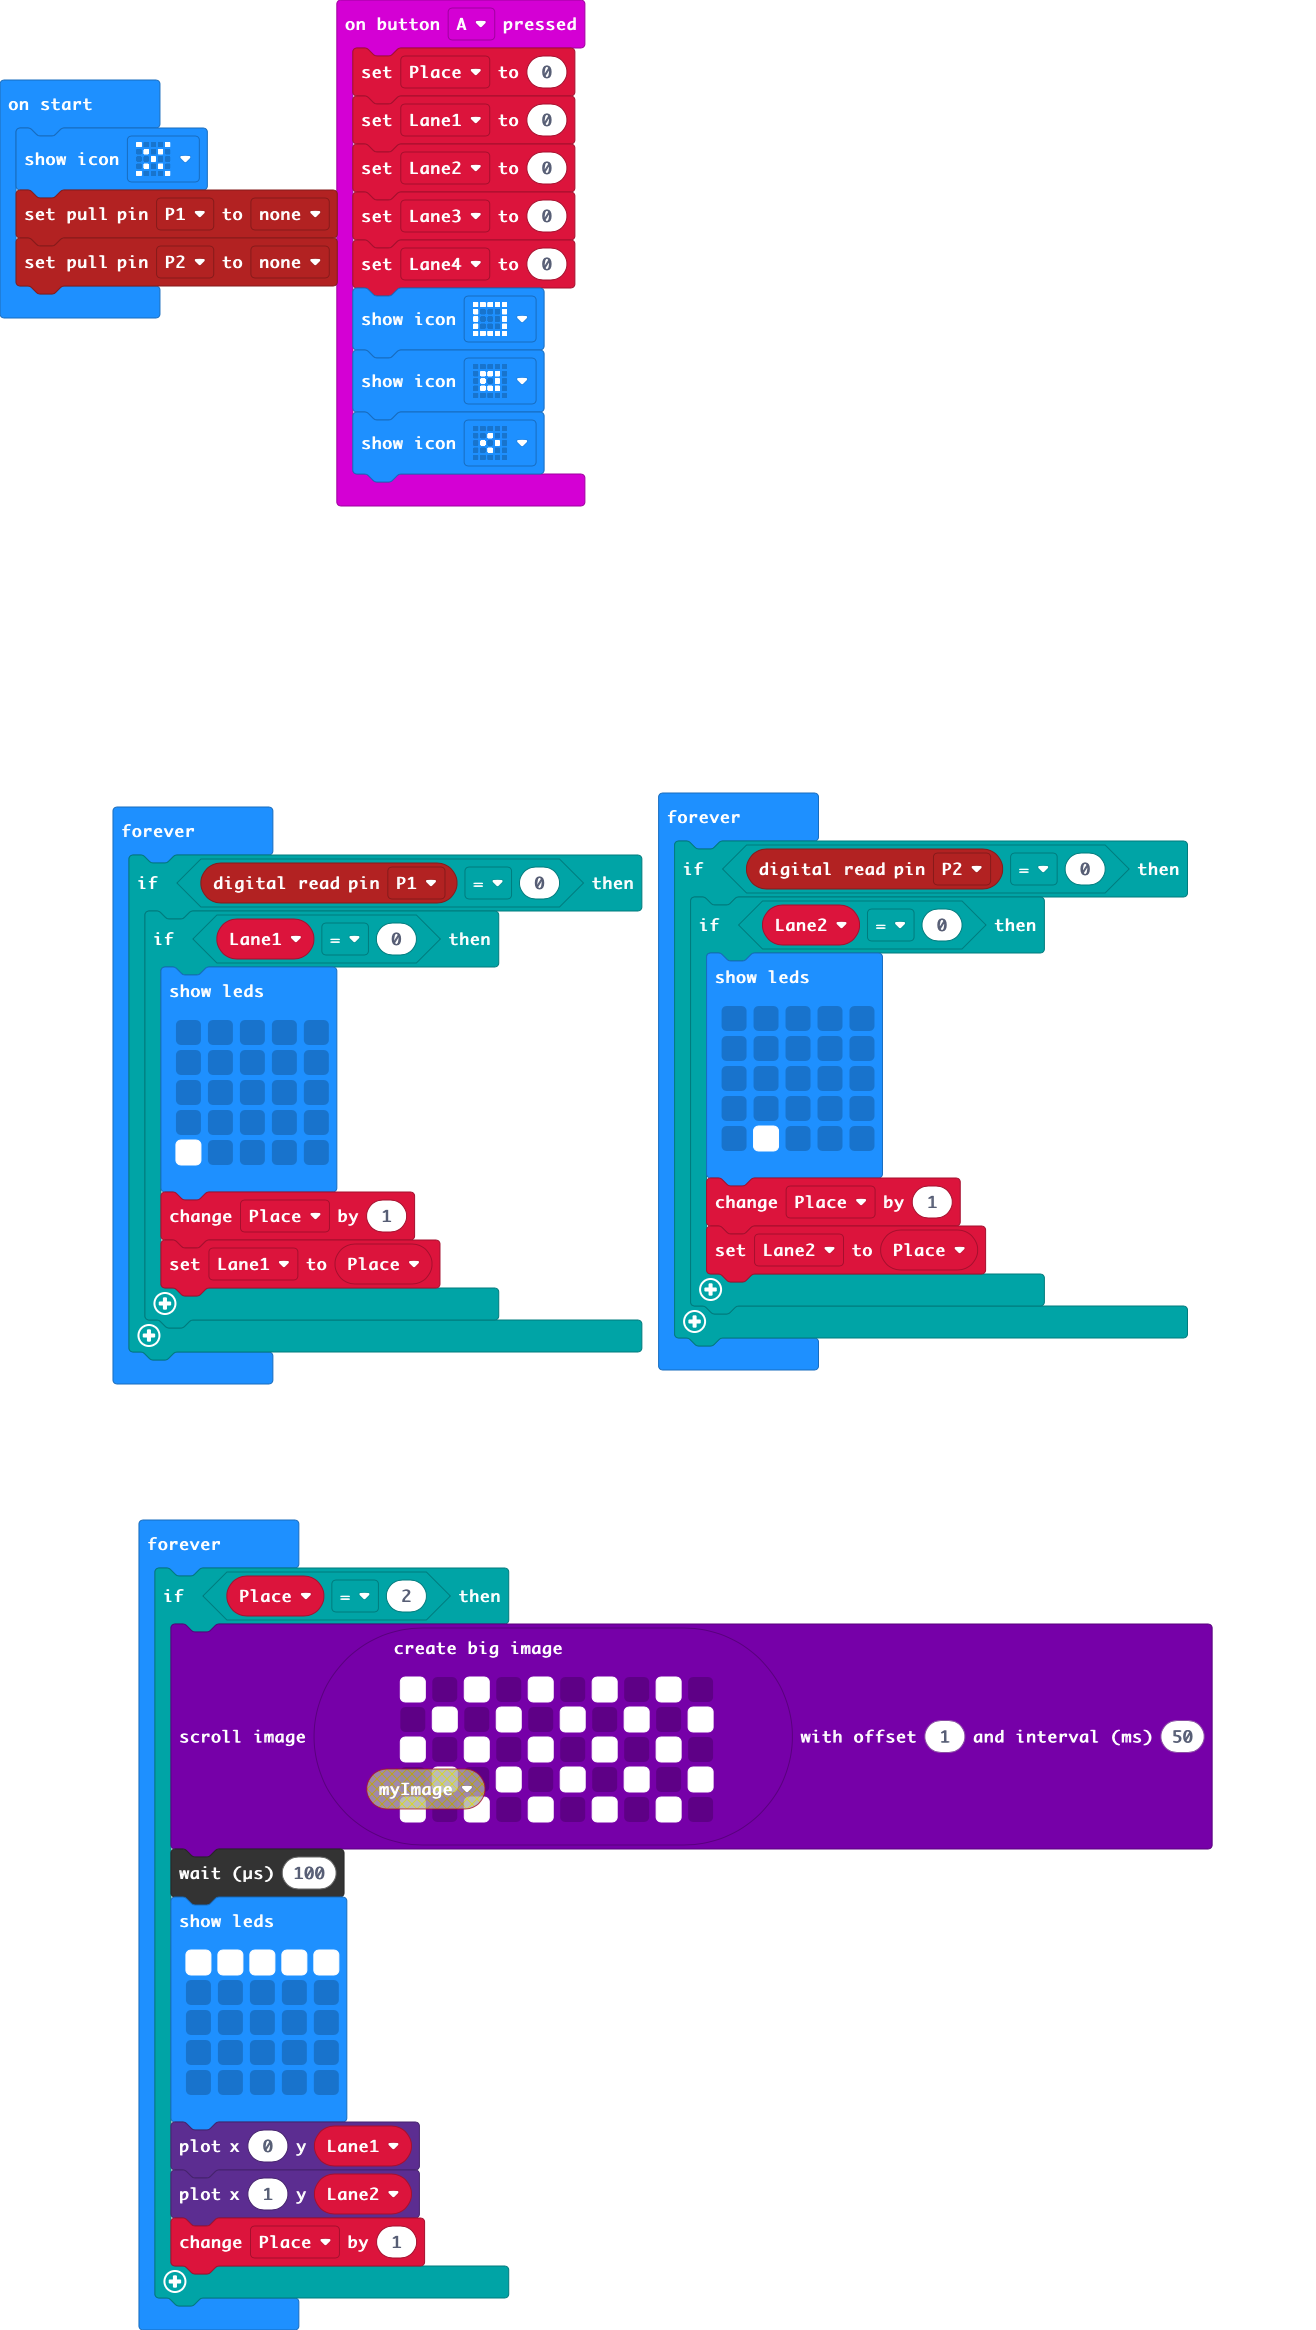 on start
show icon
set pull pin P1 to none
set pull pin P2 to none
on button A pressed
set Place to 0
set Lane1 to 0
set Lane2 to 0
set Lane3 to 0
set Lane4 to 0
show icon
show icon
show icon
forever
if digital read pin P1 = 0 then
if Lane1 = 0 then
show leds
change Place by 1
set Lane1 to Place
forever
if digital read pin P2 = 0 then
if Lane2 = 0 then
show leds
change Place by 1
set Lane2 to Place
forever
if Place = 2 then
create big image
scroll image with offset 1 and interval (ms) 50
myImage
wait (µs) 100
show leds
plot x 0 y Lane1
plot x 1 y Lane2
change Place by 1